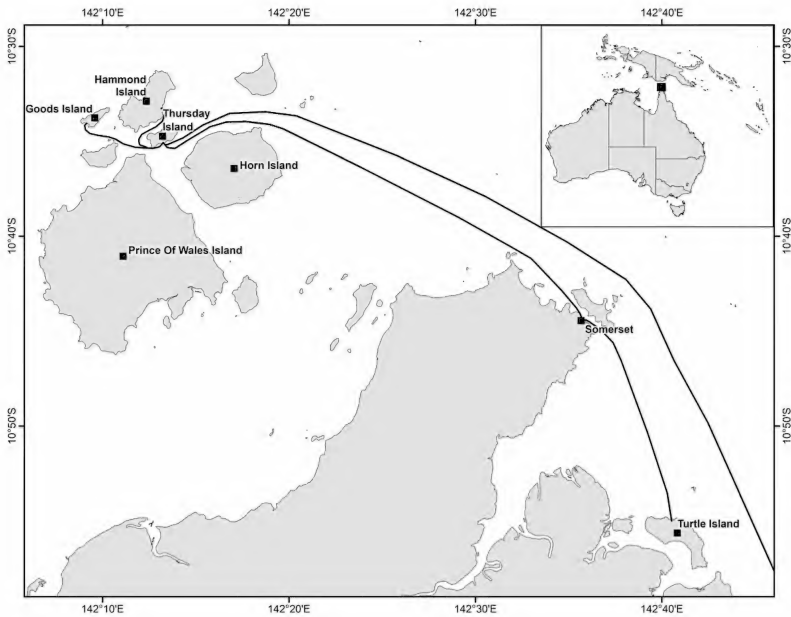 142°10'E 142°20'E 142°30'E 142°40'E
10°30'S
10°30'S
Hammond
Island
Goods Island
Thursday
Island
Horn Island
10°40'S
10°40'S
Prince Of Wales Island
Somerset
10°50'S
10°50'S
Turtle Island
142°10'E 142°20'E 142°30'E 142°40'E